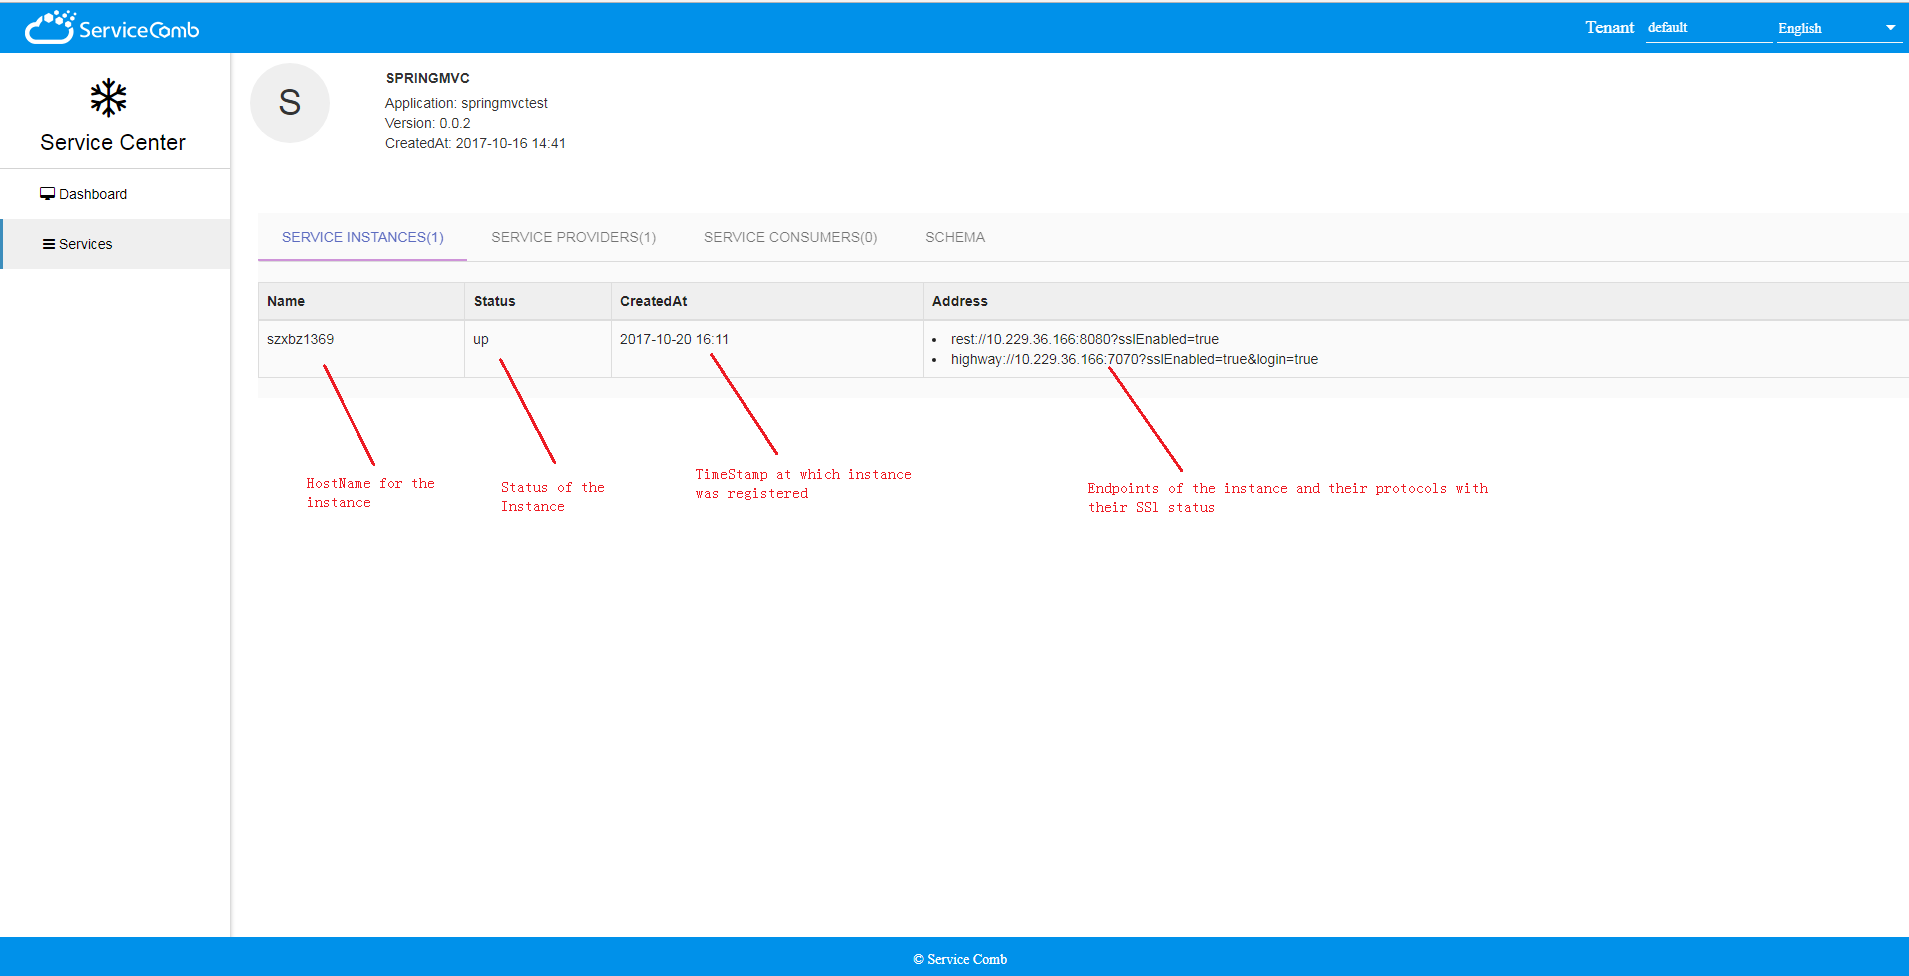 ServiceComb
Tenant default English
Service Center
Dashboard
Services
S
SPRINGMVC
Application: springmvctest
Version: 0.0.2
CreatedAt: 2017-10-16 14:41
SERVICE INSTANCES(1) SERVICE PROVIDERS(1) SERVICE CONSUMERS(0) SCHEMA
Name Status CreatedAt Address
szxbz1369 up 2017-10-20 16:11 • rest://10.229.36.166:8080?sslEnabled=true
• highway://10.229.36.166:7070?sslEnabled=true&login=true
HostName for the
instance
Status of the
Instance
TimeStamp at which instance
was registered
Endpoints of the instance and their protocols with
their SSl status
© Service Comb